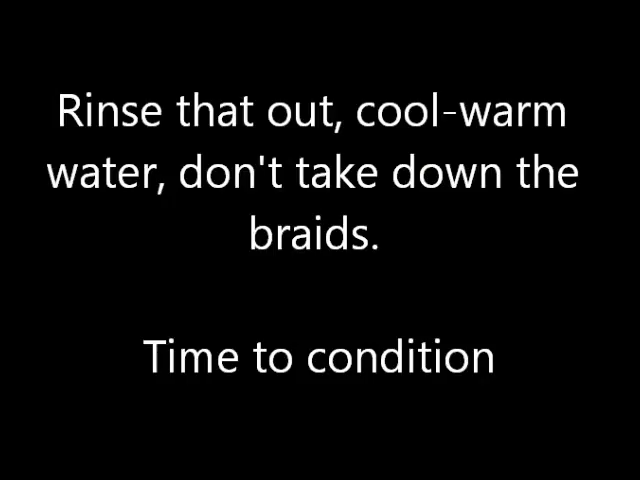 Rinse that out, cool-warm
water, don't take down the
braids.
Time to condition